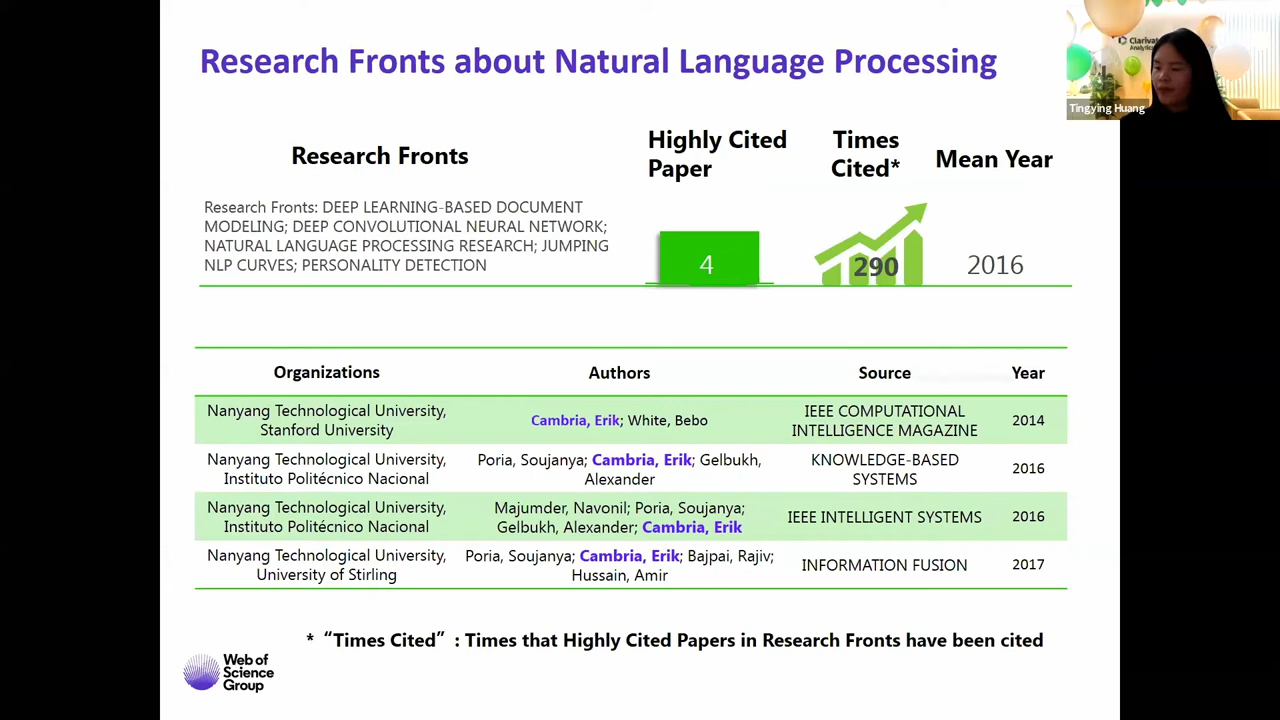 Research Fronts about Natural Language Processing
Clarivate
Analytics
Tingying Huang
Research Fronts
Highly Cited
Paper
Times
Cited*
Mean Year
Research Fronts: DEEP LEARNING-BASED DOCUMENT
MODELING; DEEP CONVOLUTIONAL NEURAL NETWORK;
NATURAL LANGUAGE PROCESSING RESEARCH; JUMPING
NLP CURVES; PERSONALITY DETECTION
4
290
2016
Organizations
Authors
Source
Year
Nanyang Technological University,
Stanford University
Cambria, Erik; White, Bebo
IEEE COMPUTATIONAL
INTELLIGENCE MAGAZINE
2014
Nanyang Technological University,
Instituto Politécnico Nacional
Poria, Soujanya; Cambria, Erik; Gelbukh,
Alexander
KNOWLEDGE-BASED
SYSTEMS
2016
Nanyang Technological University,
Instituto Politécnico Nacional
Majumder, Navonil; Poria, Soujanya;
Gelbukh, Alexander; Cambria, Erik
IEEE INTELLIGENT SYSTEMS
2016
Nanyang Technological University,
University of Stirling
Poria, Soujanya; Cambria, Erik; Bajpai, Rajiv;
Hussain, Amir
INFORMATION FUSION
2017
* “Times Cited” : Times that Highly Cited Papers in Research Fronts have been cited
Web of
Science
Group